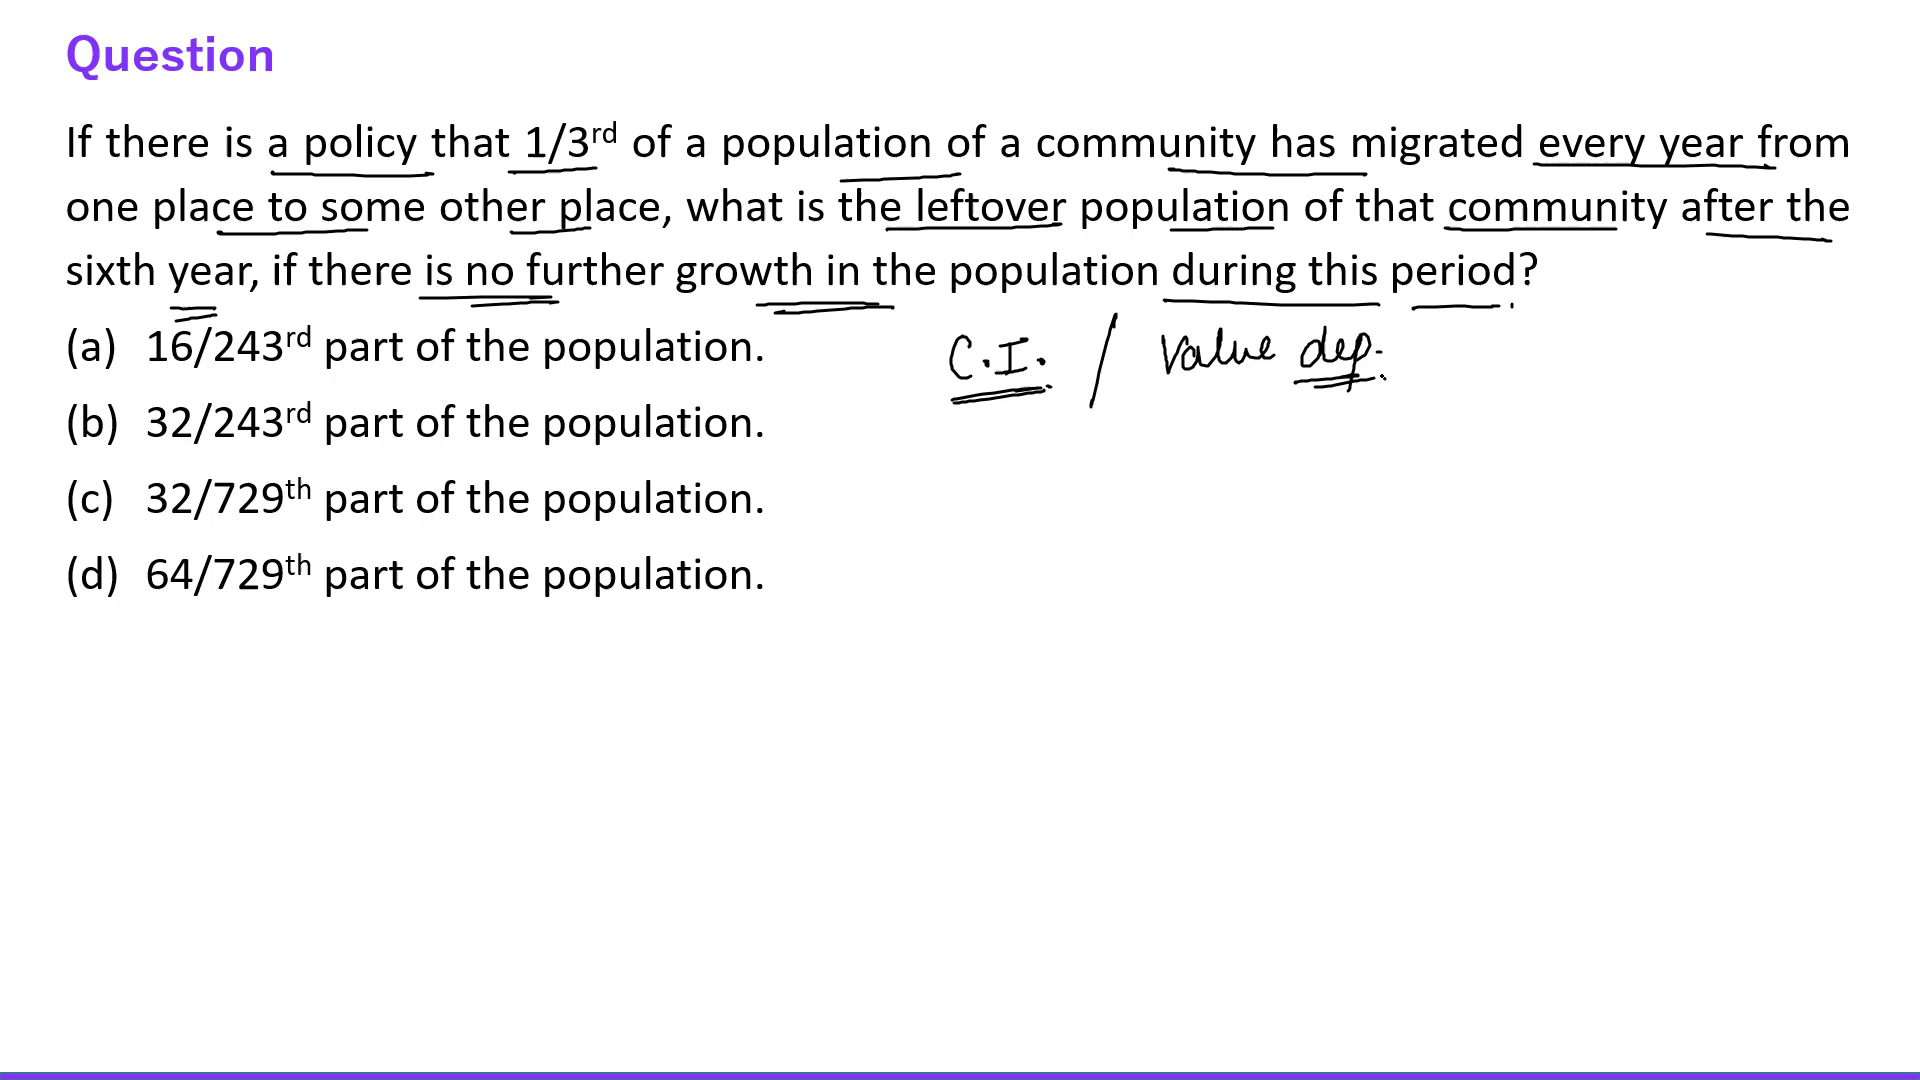 Question
If there is a policy that 1/3rd of a population of a community has migrated every year from
one place to some other place, what is the leftover population of that community after the
sixth year, if there is no further growth in the population during this period?
(a) 16/243rd part of the population.
C.I. / Value dep.
(b) 32/243rd part of the population.
(c) 32/729th part of the population.
(d) 64/729th part of the population.